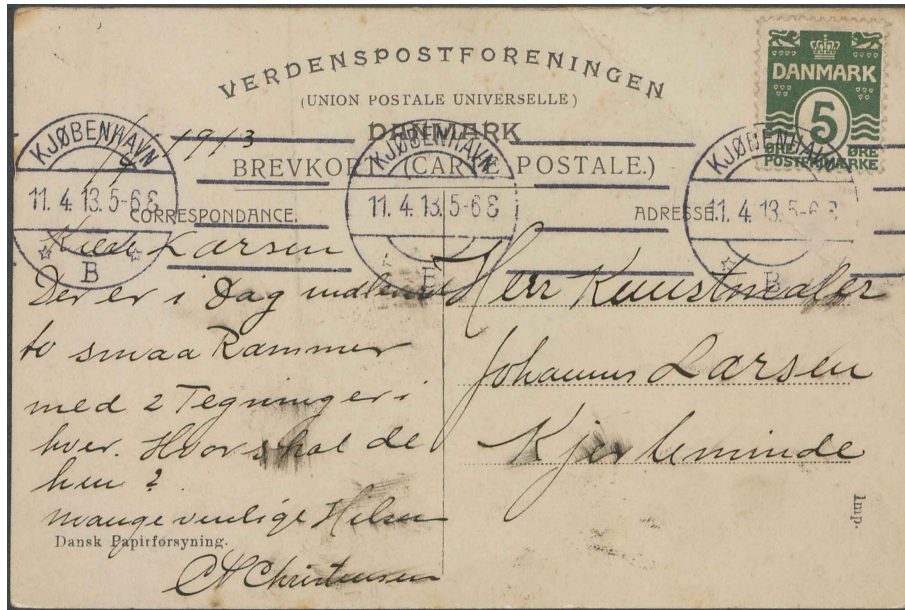 VERDENSPOSTFORENINGEN
(UNION POSTALE UNIVERSELLE)
DANMARK
BREVKORT (CARTE POSTALE.)
DANMARK
5
ØRE ØRE
POSTFRIMÆRKE
KJØBENHAVN
11. 4. 13. 5-6 E
B
KJØBENHAVN
11. 4. 13. 5-6 E
KJØBENHAVN
11. 4. 13. 5-6 E
B
1913
CORRESPONDANCE.
Larsen
Der er i Dag
to smaa Rammer
med 2 Tegninger i
hver. Hvor skal de
hen?
mange venlige Hilsen
Dansk Papirforsyning.
CA Christensen
ADRESSE.
Herr Kunstmaler
Johannes Larsen
Kjerteminde
Imp.